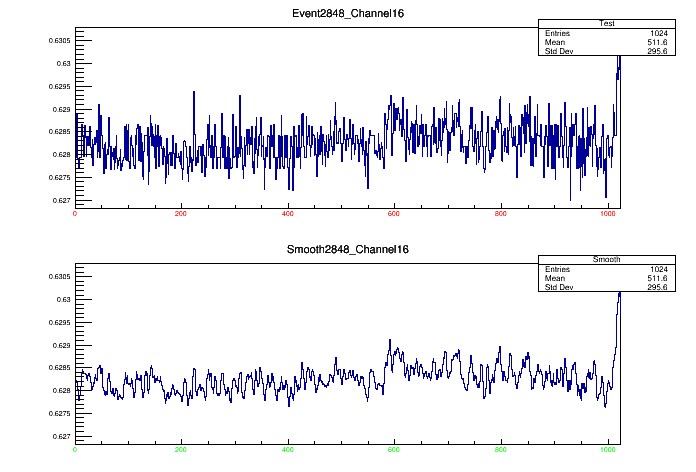 Event2848_Channel16
Test
Entries 1024
Mean 511.6
Std Dev 295.6
0.6305
0.63
0.6295
0.629
0.6285
0.628
0.6275
0.627
0 200 400 600 800 1000
Smooth2848_Channel16
Smooth
Entries 1024
Mean 511.6
Std Dev 295.6
0.6305
0.63
0.6295
0.629
0.6285
0.628
0.6275
0.627
0 200 400 600 800 1000